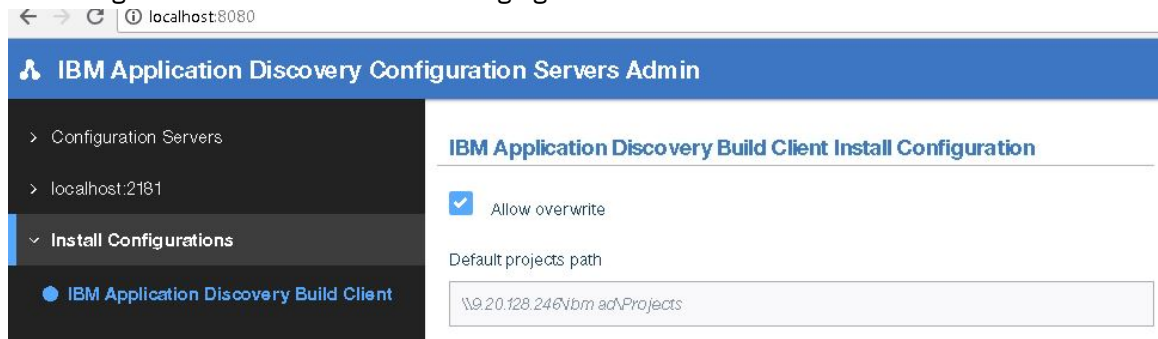 localhost:8080
IBM Application Discovery Configuration Servers Admin
> Configuration Servers
> localhost:2181
Install Configurations
IBM Application Discovery Build Client
IBM Application Discovery Build Client Install Configuration
Allow overwrite
Default projects path
\\9.20.128.246\ibm ad\Projects